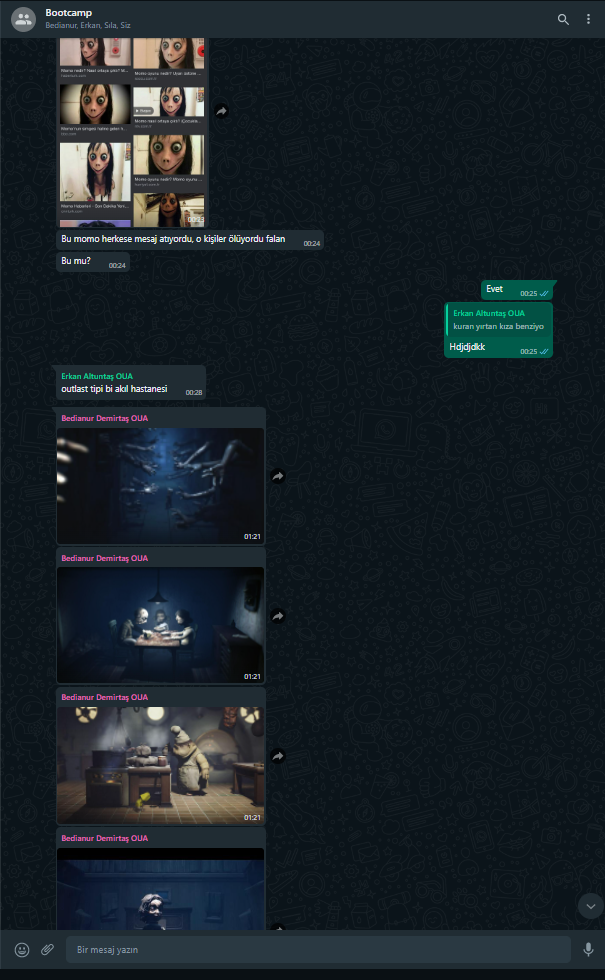 Bootcamp
Bedianur, Erkan, Sıla, Siz
00:23
Bu momo herkese mesaj atıyordu, o kişiler ölüyordu falan
00:24
Bu mu?
00:24
Evet
00:25
Erkan Altuntaş OUA
kuran yırtan kıza benziyo
Hdjdjdkk
00:25
Erkan Altuntaş OUA
outlast tipi bi akıl hastanesi
00:28
Bedianur Demirtaş OUA
01:21
Bedianur Demirtaş OUA
01:21
Bedianur Demirtaş OUA
01:21
Bedianur Demirtaş OUA
Bir mesaj yazın